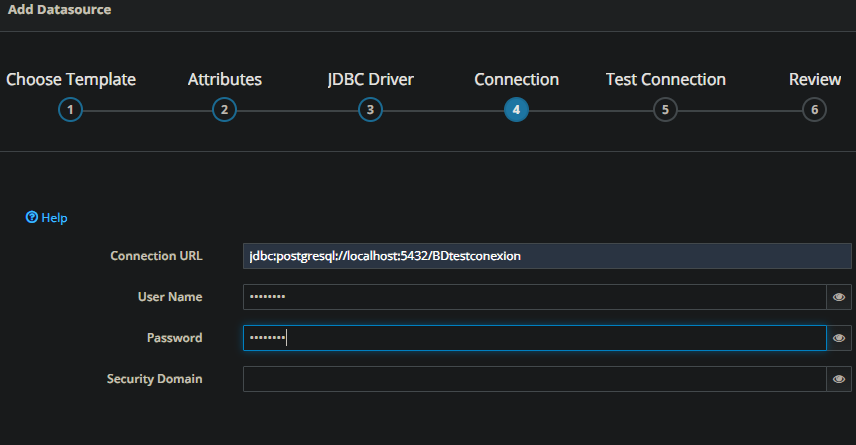 Add Datasource
Choose Template Attributes JDBC Driver Connection Test Connection Review
1 2 3 4 5 6
Help
Connection URL jdbc:postgresql://localhost:5432/BDtestconexion
User Name ••••••••
Password ••••••••
Security Domain